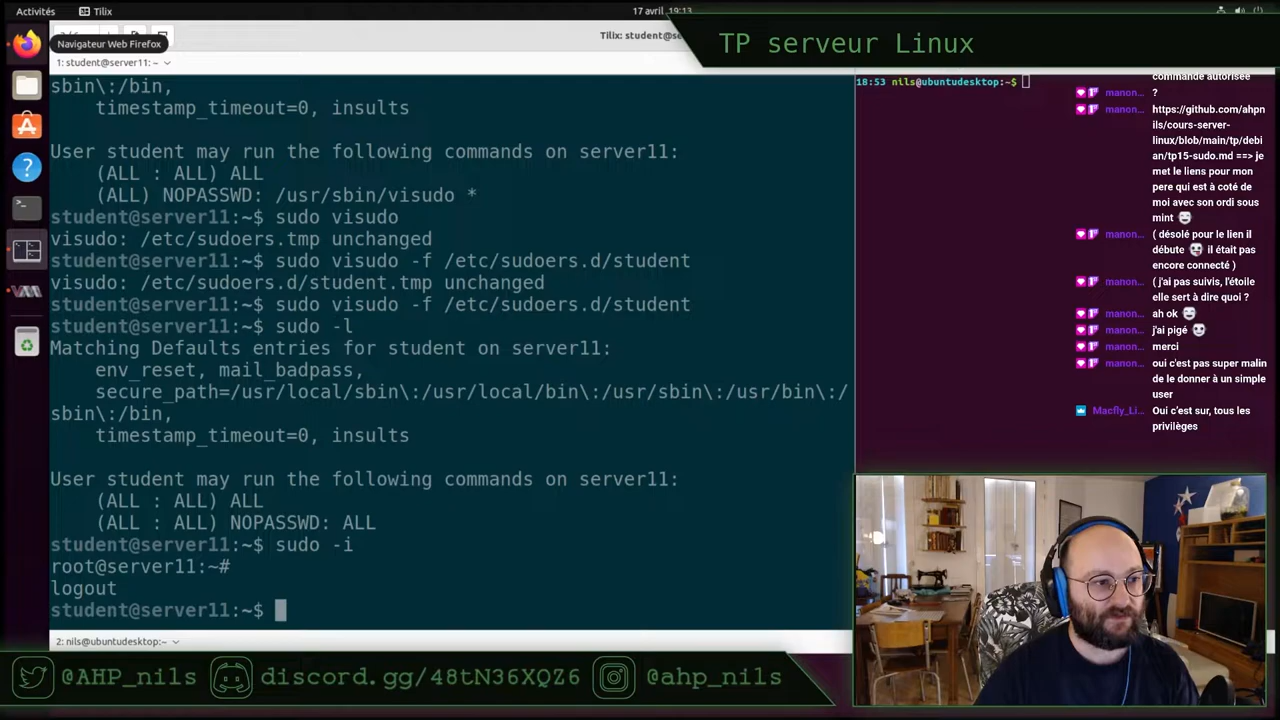 Activités
Tilix
17 avril 19:13
Navigateur Web Firefox
Tilix: student@se
TP serveur Linux
1: student@server11: ~
sbin\:/bin,
    timestamp_timeout=0, insults
User student may run the following commands on server11:
    (ALL : ALL) ALL
    (ALL) NOPASSWD: /usr/sbin/visudo *
student@server11:~$ sudo visudo
visudo: /etc/sudoers.tmp unchanged
student@server11:~$ sudo visudo -f /etc/sudoers.d/student
visudo: /etc/sudoers.d/student.tmp unchanged
student@server11:~$ sudo visudo -f /etc/sudoers.d/student
student@server11:~$ sudo -l
Matching Defaults entries for student on server11:
    env_reset, mail_badpass,
    secure_path=/usr/local/sbin\:/usr/local/bin\:/usr/sbin\:/usr/bin\:/
sbin\:/bin,
    timestamp_timeout=0, insults
User student may run the following commands on server11:
    (ALL : ALL) ALL
    (ALL : ALL) NOPASSWD: ALL
student@server11:~$ sudo -i
root@server11:~#
logout
student@server11:~$
2: nils@ubuntudesktop:~
18:53 nils@ubuntudesktop:~$
commande autorisée
manon... ?
manon... https://github.com/ahpn
ils/cours-server-
linux/blob/main/tp/debi
an/tp15-sudo.md ==> je
met le liens pour mon
pere qui est à coté de
moi avec son ordi sous
mint
manon... ( désolé pour le lien il
débute il était pas
encore connecté )
manon... ( j'ai pas suivis, l'étoile
elle sert à dire quoi ?
manon... ah ok
manon... j'ai pigé
manon... merci
manon... oui c'est pas super malin
de le donner à un simple
user
Macfly_Li... Oui c'est sur, tous les
privilèges
@AHP_nils
discord.gg/48tN36XQZ6
@ahp_nils